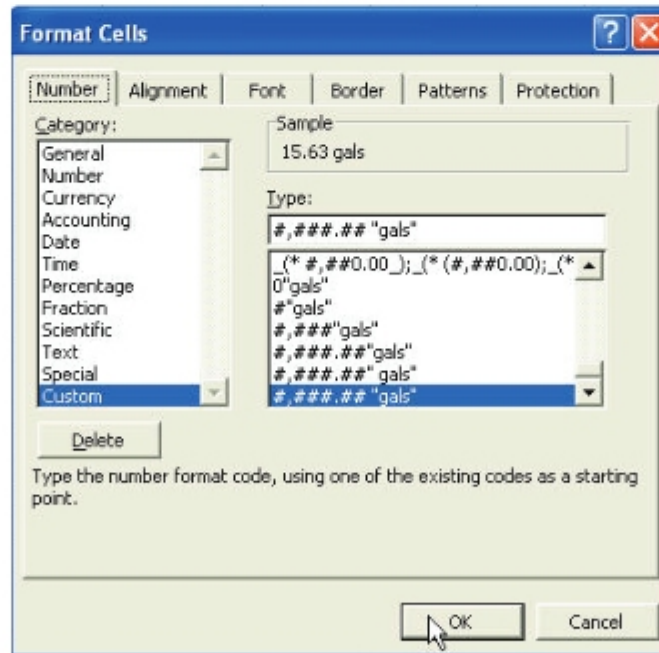 Format Cells
Number Alignment Font Border Patterns Protection
Category:
General
Number
Currency
Accounting
Date
Time
Percentage
Fraction
Scientific
Text
Special
Custom
Sample
15.63 gals
Type:
#,###.## "gals"
_(* #,##0.00_);_(* (#,##0.00);_(*
0"gals"
#"gals"
#,###"gals"
#,###.##"gals"
#,###.##" gals"
#,###.## "gals"
Delete
Type the number format code, using one of the existing codes as a starting
point.
OK Cancel